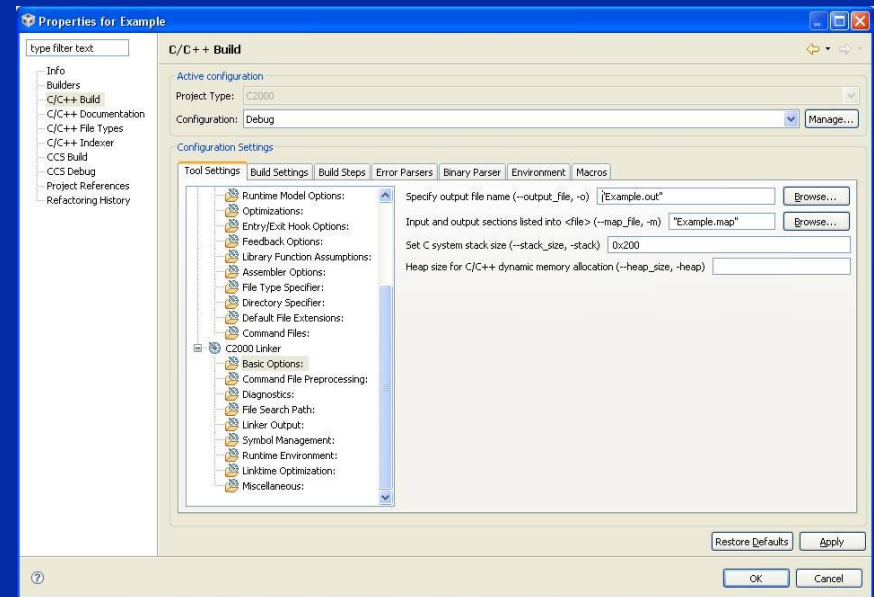 Properties for Example
type filter text
Info
Builders
C/C++ Build
C/C++ Documentation
C/C++ File Types
C/C++ Indexer
CCS Build
CCS Debug
Project References
Refactoring History
C/C++ Build
Active configuration
Project Type: C2000
Configuration: Debug Manage...
Configuration Settings
Tool Settings Build Settings Build Steps Error Parsers Binary Parser Environment Macros
Runtime Model Options:
Optimizations:
Entry/Exit Hook Options:
Feedback Options:
Library Function Assumptions:
Assembler Options:
File Type Specifier:
Directory Specifier:
Default File Extensions:
Command Files:
C2000 Linker
Basic Options:
Command File Preprocessing:
Diagnostics:
File Search Path:
Linker Output:
Symbol Management:
Runtime Environment:
Linktime Optimization:
Miscellaneous:
Specify output file name (--output_file, -o) "Example.out" Browse...
Input and output sections listed into <file> (--map_file, -m) "Example.map" Browse...
Set C system stack size (--stack_size, -stack) 0x200
Heap size for C/C++ dynamic memory allocation (--heap_size, -heap)
Restore Defaults Apply
? OK Cancel